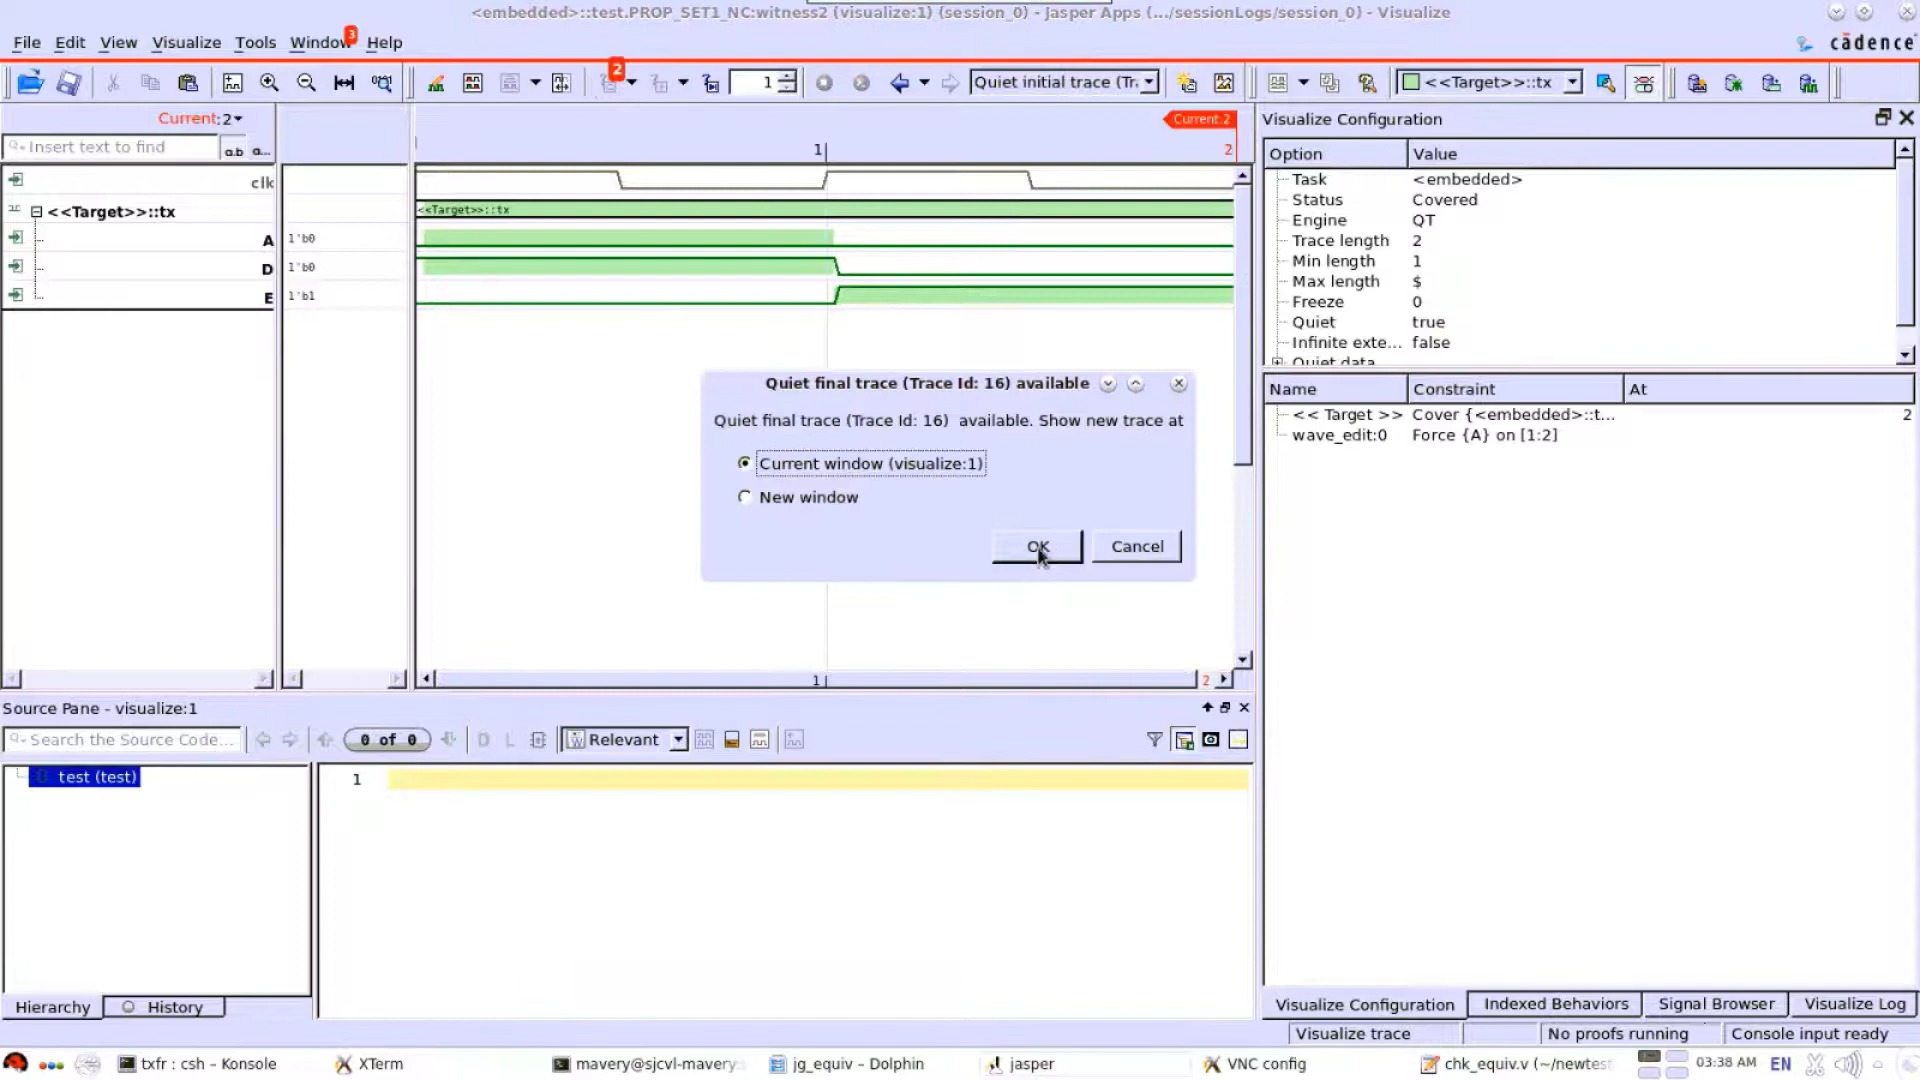 <embedded>::test.PROP_SET1_NC:witness2 (visualize:1) (session_0) - Jasper Apps (.../sessionLogs/session_0) - Visualize
File Edit View Visualize Tools Window Help
3
cādence
2
1
Quiet initial trace (Tr.
<<Target>>::tx
Current:2
Insert text to find
a.b a...
Current:2
1
2
clk
<<Target>>::tx
<<Target>>::tx
A 1'b0
D 1'b0
E 1'b1
Visualize Configuration
Option Value
Task <embedded>
Status Covered
Engine QT
Trace length 2
Min length 1
Max length $
Freeze 0
Quiet true
Infinite exte... false
Quiet data
Name Constraint At
<< Target >> Cover {<embedded>::t... 2
wave_edit:0 Force {A} on [1:2]
Quiet final trace (Trace Id: 16) available
Quiet final trace (Trace Id: 16) available. Show new trace at
Current window (visualize:1)
New window
OK Cancel
1 2
Source Pane - visualize:1
Search the Source Code...
0 of 0
D L
Relevant
test (test)
1
Hierarchy History
Visualize Configuration Indexed Behaviors Signal Browser Visualize Log
Visualize trace No proofs running Console input ready
txfr : csh - Konsole XTerm mavery@sjcvl-mavery: jg_equiv - Dolphin jasper VNC config chk_equiv.v (~/newtest 03:38 AM EN